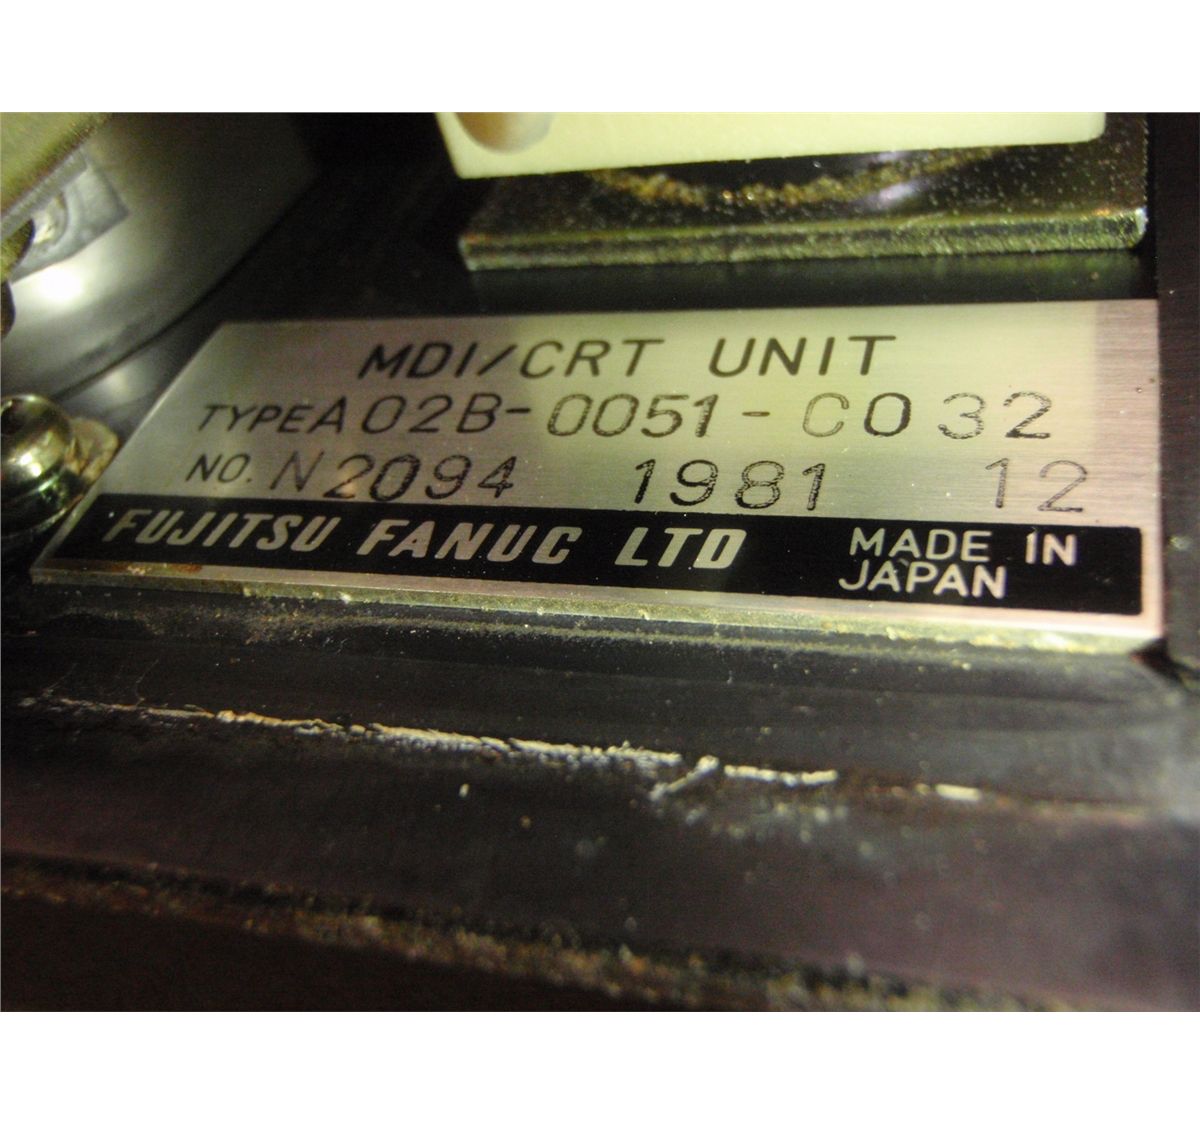 MDI/CRT UNIT
TYPE A02B-0051-C032
NO. N2094 1981 12
FUJITSU FANUC LTD MADE IN
JAPAN